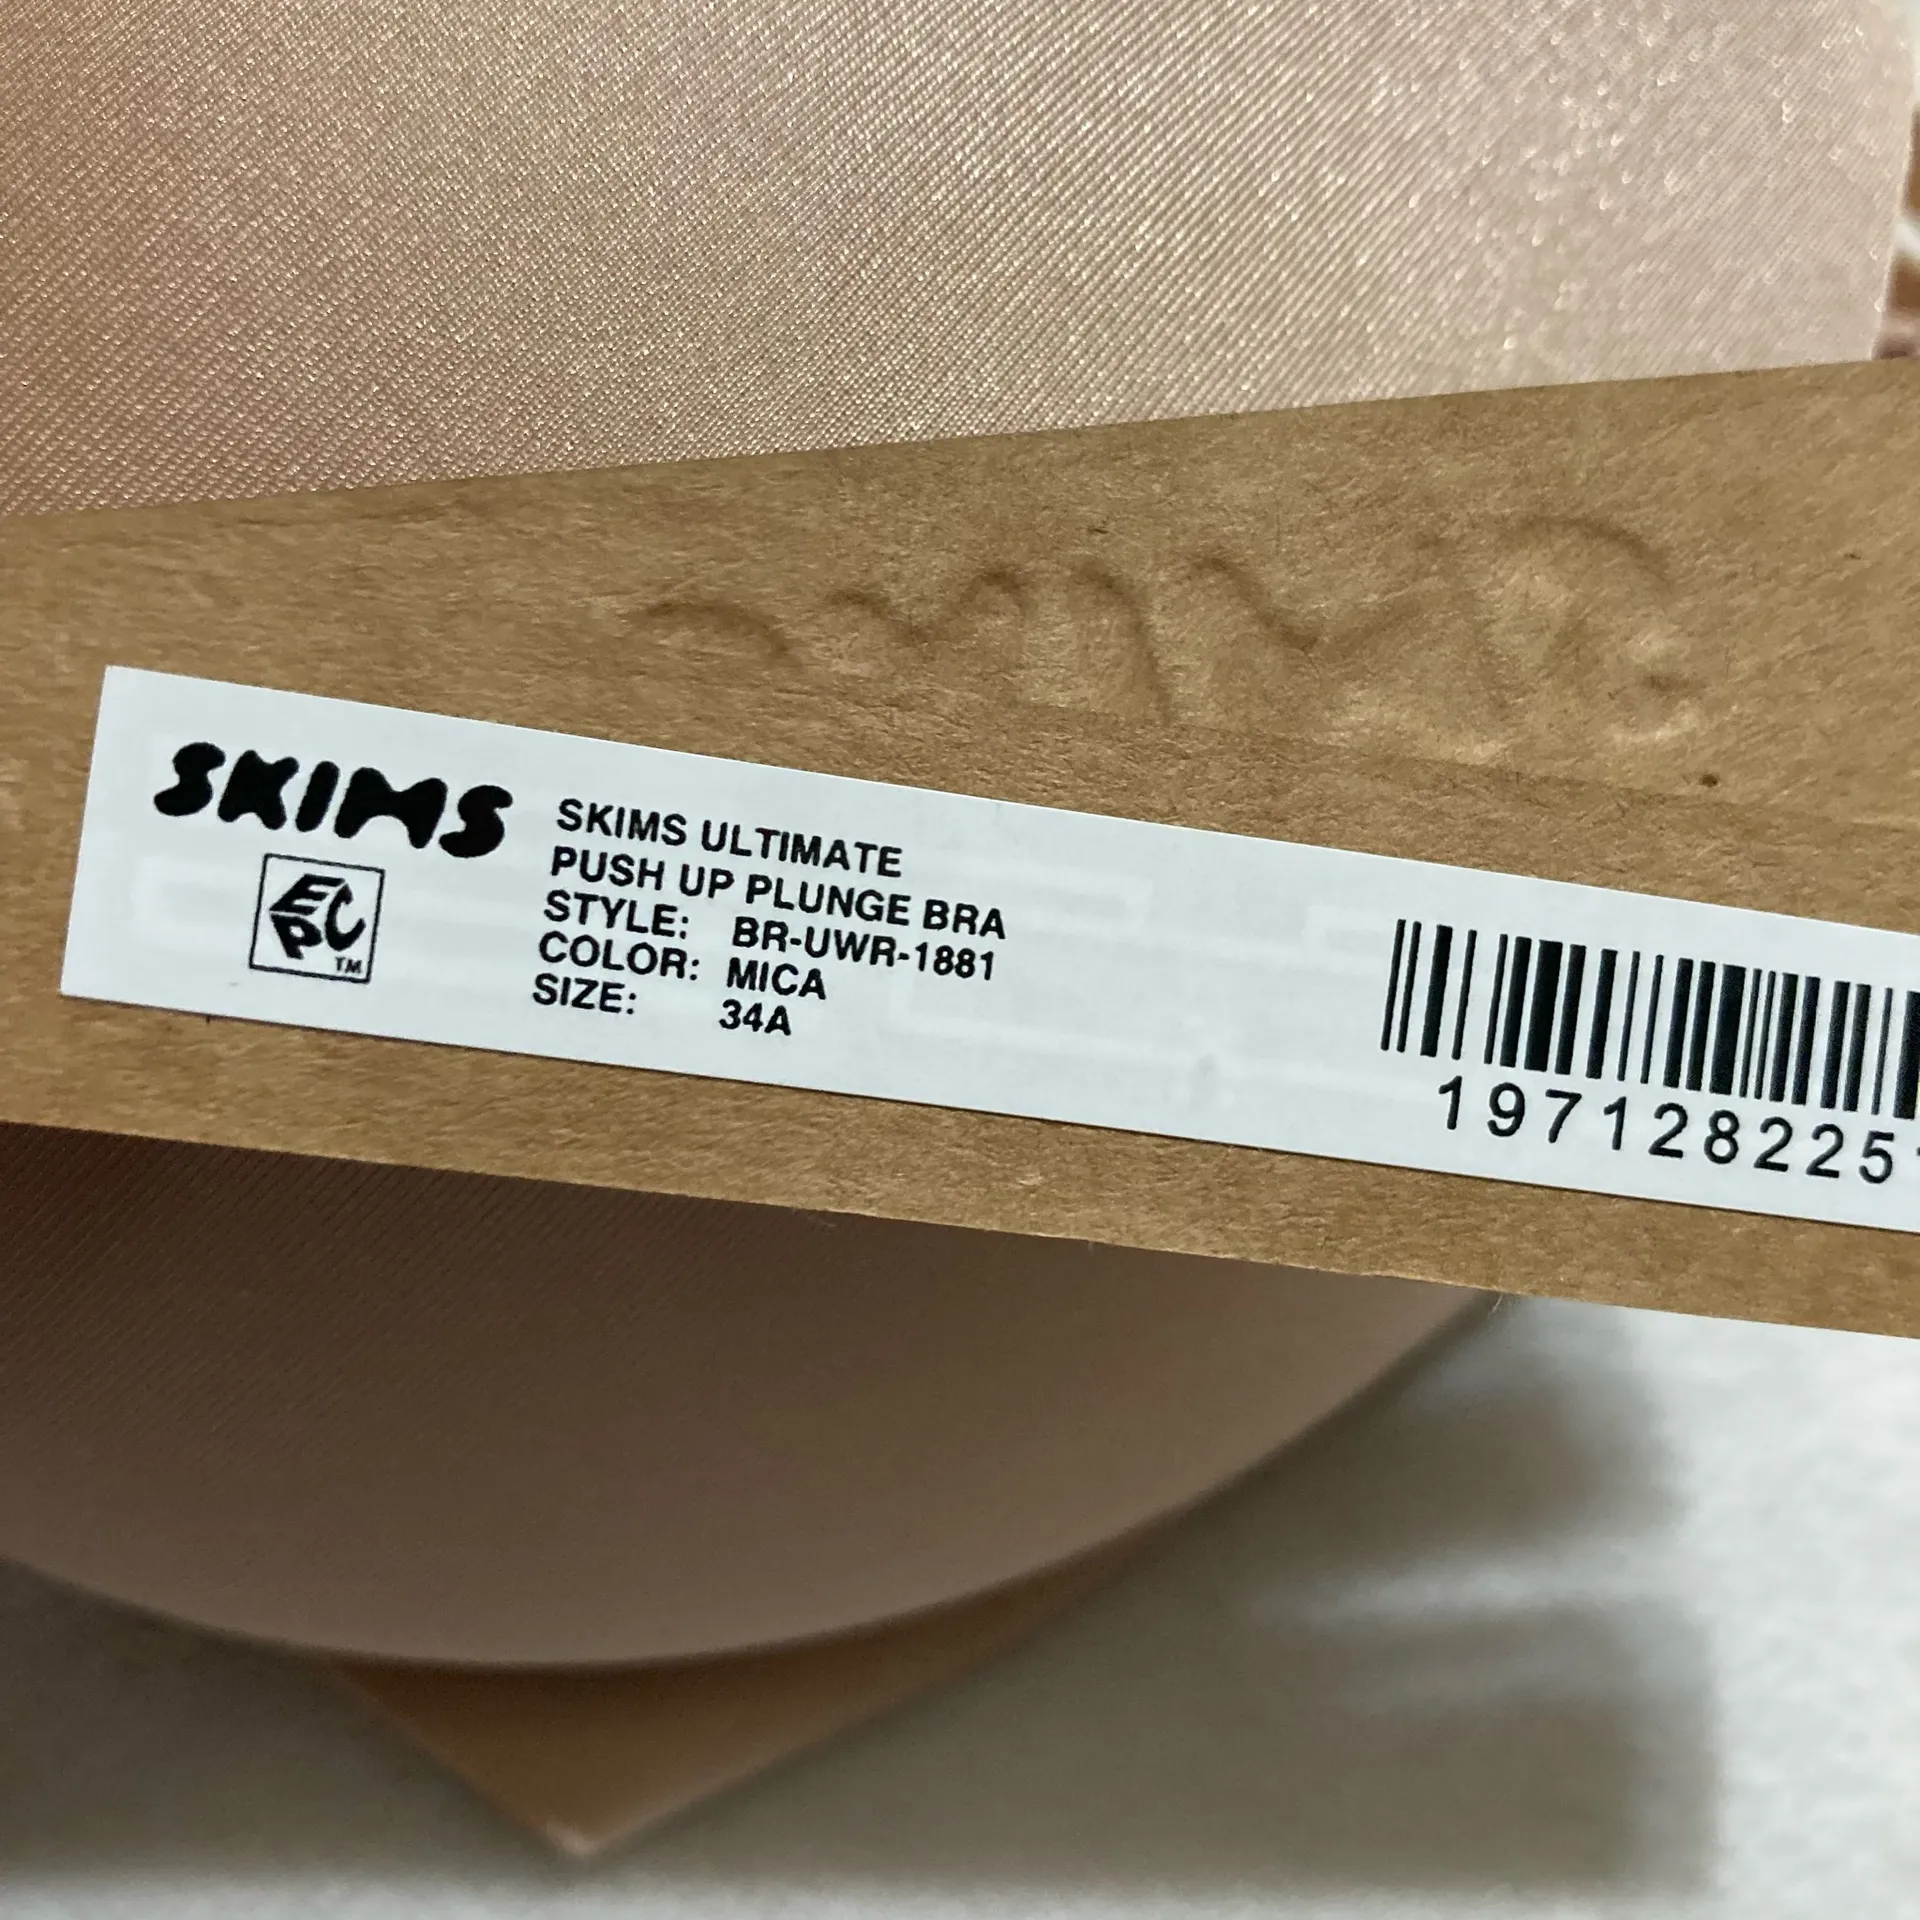 SKIMS
EPC
TM
SKIMS ULTIMATE
PUSH UP PLUNGE BRA
STYLE: BR-UWR-1881
COLOR: MICA
SIZE: 34A
197128225